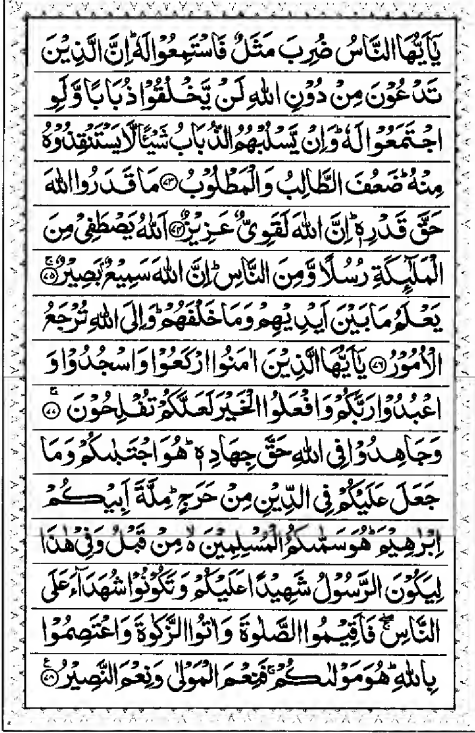 يٰۤاَيُّهَا النَّاسُ ضُرِبَ مَثَلٌ فَاسْتَمِعُوْا لَهٗ ؕ اِنَّ الَّذِيْنَ
تَدْعُوْنَ مِنْ دُوْنِ اللّٰهِ لَنْ يَّخْلُقُوْا ذُبَابًا وَّلَوِ
اجْتَمَعُوْا لَهٗ ؕ وَاِنْ يَّسْلُبْهُمُ الذُّبَابُ شَيْـًٔا لَّا يَسْتَنْقِذُوْهُ
مِنْهُ ؕ ضَعُفَ الطَّالِبُ وَالْمَطْلُوْبُ ﴿۷۳﴾ مَا قَدَرُوا اللّٰهَ
حَقَّ قَدْرِهٖ ؕ اِنَّ اللّٰهَ لَقَوِيٌّ عَزِيْزٌ ﴿۷۴﴾ اَللّٰهُ يَصْطَفِىْ مِنَ
الْمَلٰٓئِكَةِ رُسُلًا وَّمِنَ النَّاسِ ؕ اِنَّ اللّٰهَ سَمِيْعٌۢ بَصِيْرٌ ﴿۷۵﴾
يَعْلَمُ مَا بَيْنَ اَيْدِيْهِمْ وَمَا خَلْفَهُمْ ؕ وَاِلَى اللّٰهِ تُرْجَعُ
الْاُمُوْرُ ﴿۷۶﴾ يٰۤاَيُّهَا الَّذِيْنَ اٰمَنُوا ارْكَعُوْا وَاسْجُدُوْا وَ
اعْبُدُوْا رَبَّكُمْ وَافْعَلُوا الْخَيْرَ لَعَلَّكُمْ تُفْلِحُوْنَ ﴿۷۷﴾
وَجَاهِدُوْا فِى اللّٰهِ حَقَّ جِهَادِهٖ ؕ هُوَ اجْتَبٰىكُمْ وَمَا
جَعَلَ عَلَيْكُمْ فِى الدِّيْنِ مِنْ حَرَجٍ ؕ مِلَّةَ اَبِيْكُمْ
اِبْرٰهِيْمَ ؕ هُوَ سَمّٰىكُمُ الْمُسْلِمِيْنَ ۙ مِنْ قَبْلُ وَفِىْ هٰذَا
لِيَكُوْنَ الرَّسُوْلُ شَهِيْدًا عَلَيْكُمْ وَتَكُوْنُوْا شُهَدَآءَ عَلَى
النَّاسِ ۖۚ فَاَقِيْمُوا الصَّلٰوةَ وَاٰتُوا الزَّكٰوةَ وَاعْتَصِمُوْا
بِاللّٰهِ ؕ هُوَ مَوْلٰىكُمْ ۚ فَنِعْمَ الْمَوْلٰى وَنِعْمَ النَّصِيْرُ ﴿۷۸﴾